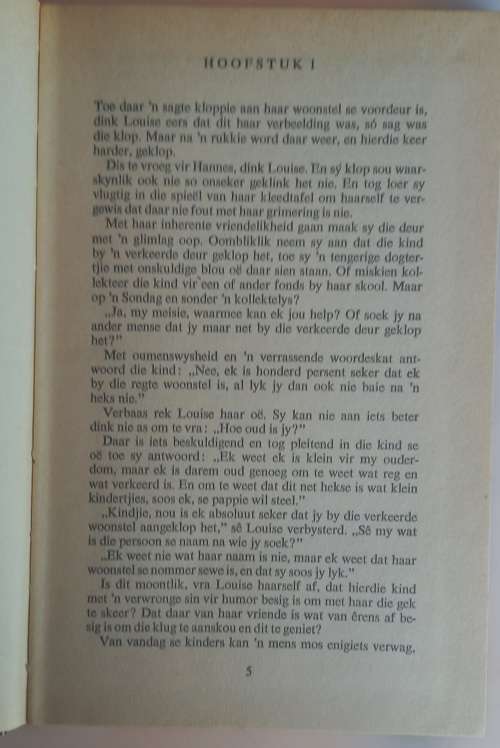 HOOFSTUK I
Toe daar 'n sagte kloppie aan haar woonstel se voordeur is,
dink Louise eers dat dit haar verbeelding was, só sag was
die klop. Maar na 'n rukkie word daar weer, en hierdie keer
harder, geklop.
Dis te vroeg vir Hannes, dink Louise. En sý klop sou waar-
skynlik ook nie so onseker geklink het nie. En tog loer sy
vlugtig in die spieël van haar kleedtafel om haarself te ver-
gewis dat daar nie fout met haar grimering is nie.
Met haar inherente vriendelikheid gaan maak sy die deur
met 'n glimlag oop. Oombliklik neem sy aan dat die kind
by 'n verkeerde deur geklop het, toe sy 'n tengerige dogter-
tjie met onskuldige blou oë daar sien staan. Of miskien kol-
lekteer die kind vir een of ander fonds by haar skool. Maar
op 'n Sondag en sonder 'n kollektelys?
„Ja, my meisie, waarmee kan ek jou help? Of soek jy na
ander mense dat jy maar net by die verkeerde deur geklop
het?”
Met oumenswysheid en 'n verrassende woordeskat ant-
woord die kind: „Nee, ek is honderd persent seker dat ek
by die regte woonstel is, al lyk jy dan ook nie baie na 'n
heks nie.”
Verbaas rek Louise haar oë. Sy kan nie aan iets beter
dink nie as om te vra: „Hoe oud is jy?”
Daar is iets beskuldigend en tog pleitend in die kind se
oë toe sy antwoord: „Ek weet ek is klein vir my ouder-
dom, maar ek is darem oud genoeg om te weet wat reg en
wat verkeerd is. En om te weet dat dit net hekse is wat klein
kindertjies, soos ek, se pappie wil steel.”
„Kindjie, nou is ek absoluut seker dat jy by die verkeerde
woonstel aangeklop het,” sê Louise verbysterd. „Sê my wat
is die persoon se naam na wie jy soek?”
„Ek weet nie wat haar naam is nie, maar ek weet dat haar
woonstel se nommer sewe is, en dat sy soos jy lyk.”
Is dit moontlik, vra Louise haarself af, dat hierdie kind
met 'n verwronge sin vir humor besig is om met haar die gek
te skeer? Dat daar van haar vriende is wat van êrens af be-
sig is om die klug te aanskou en dit te geniet?
Van vandag se kinders kan 'n mens mos enigiets verwag,
5